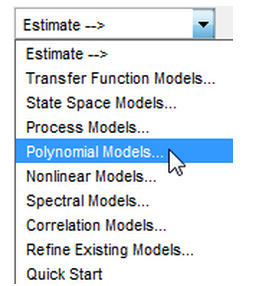 Estimate -->
Estimate -->
Transfer Function Models...
State Space Models...
Process Models...
Polynomial Models...
Nonlinear Models...
Spectral Models...
Correlation Models...
Refine Existing Models...
Quick Start